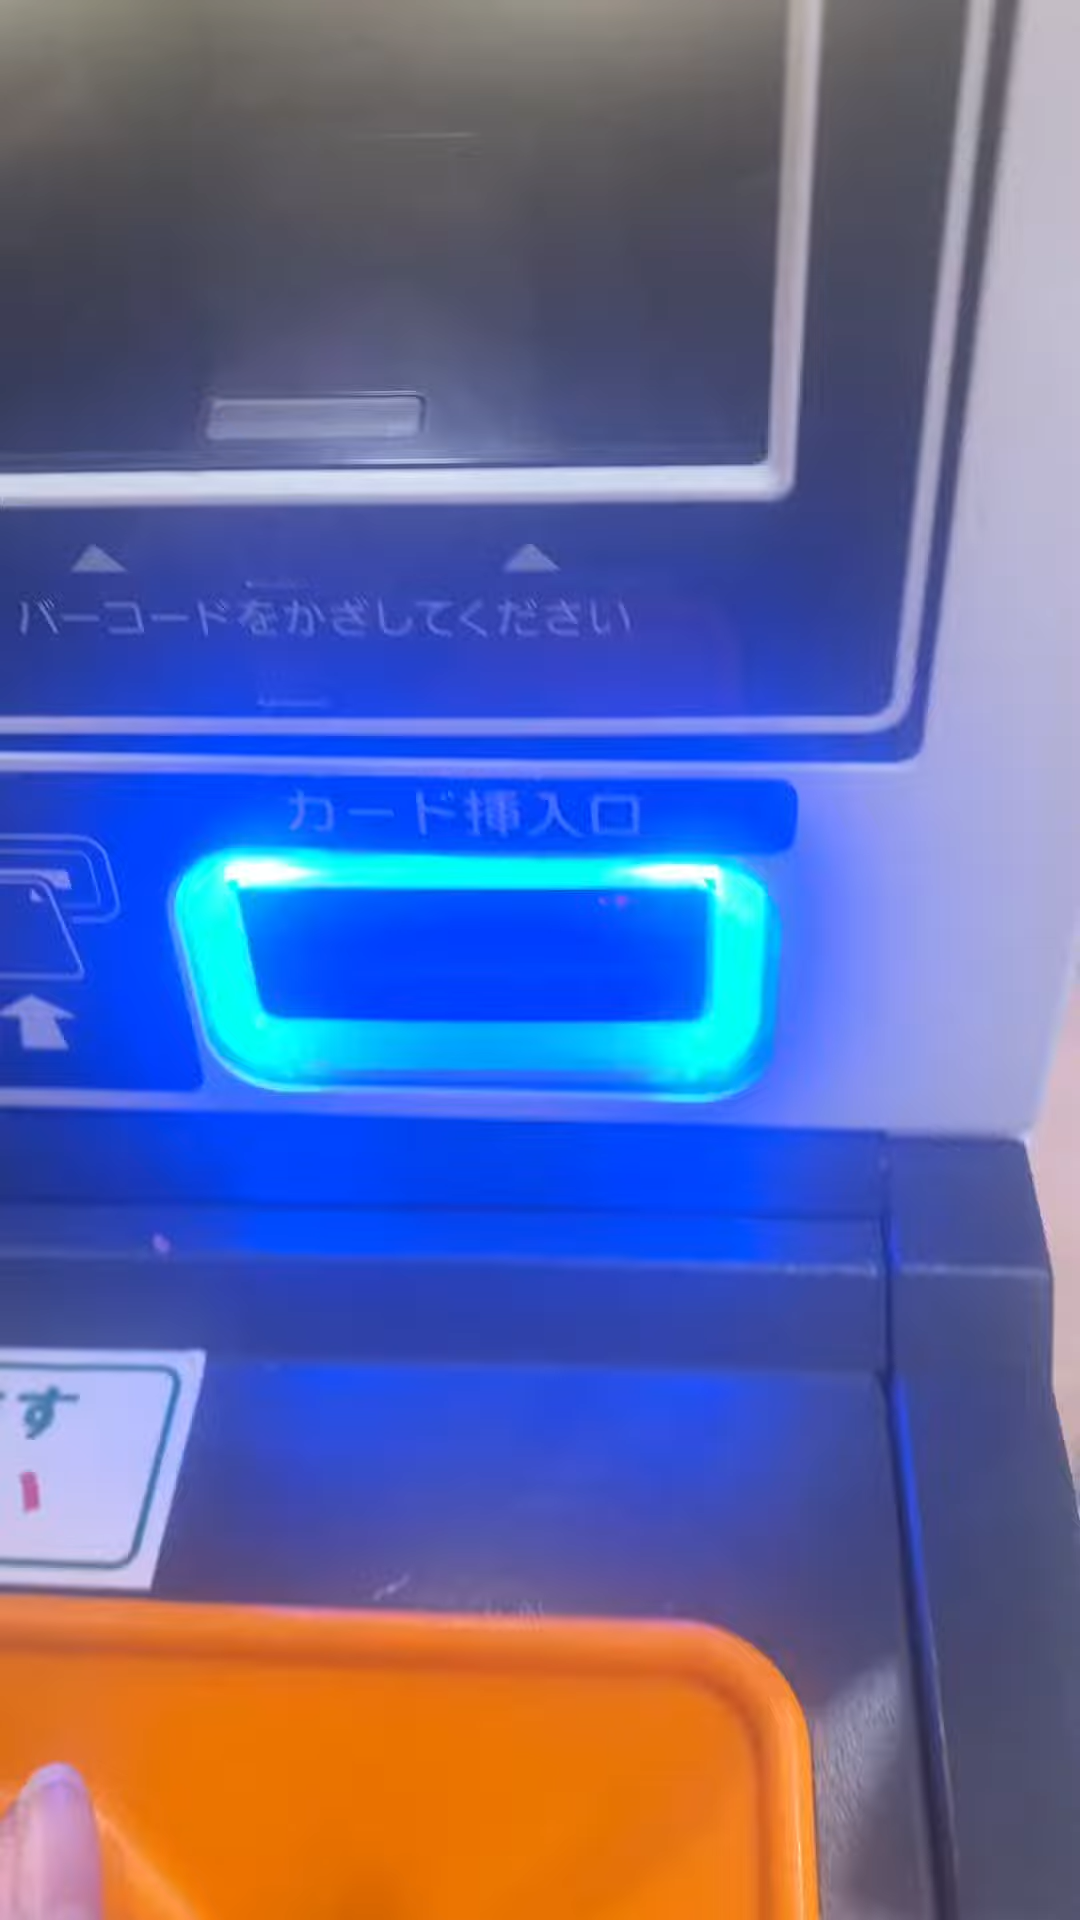 バーコードをかざしてください
カード挿入口
す